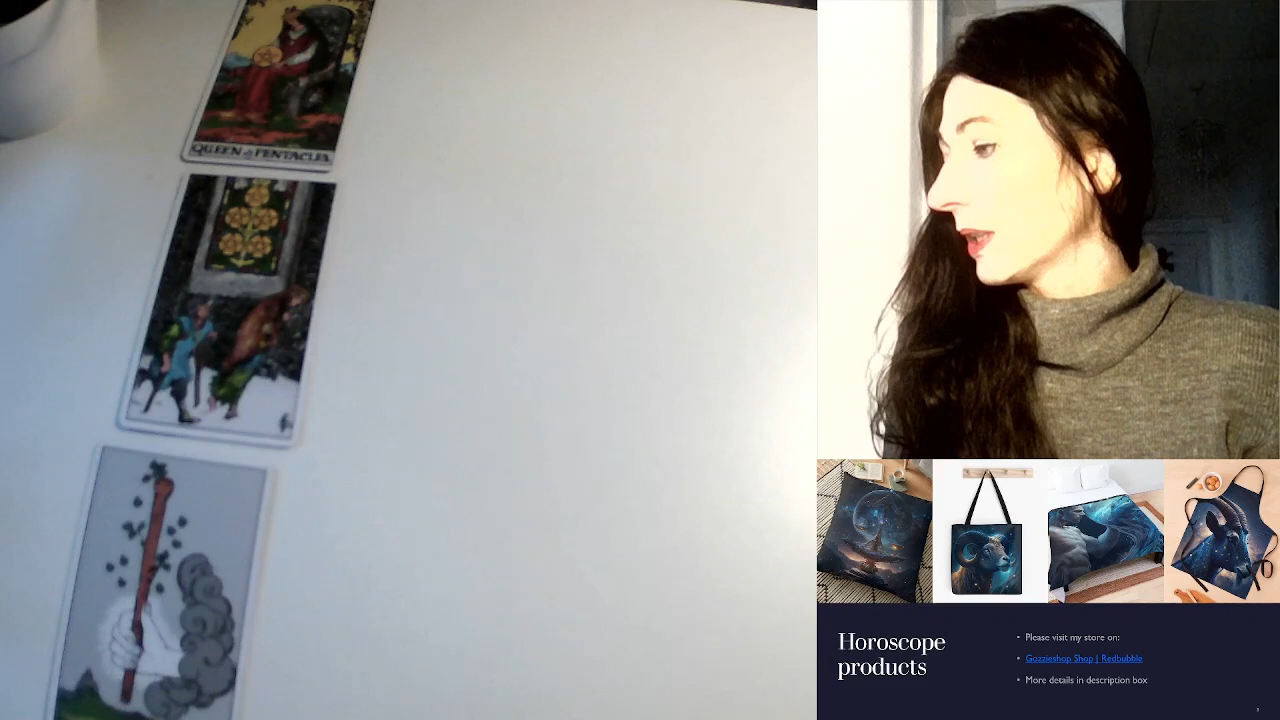 QUEEN of PENTACLES
Horoscope
products
• Please visit my store on:
• Gozzieshop Shop | Redbubble
• More details in description box